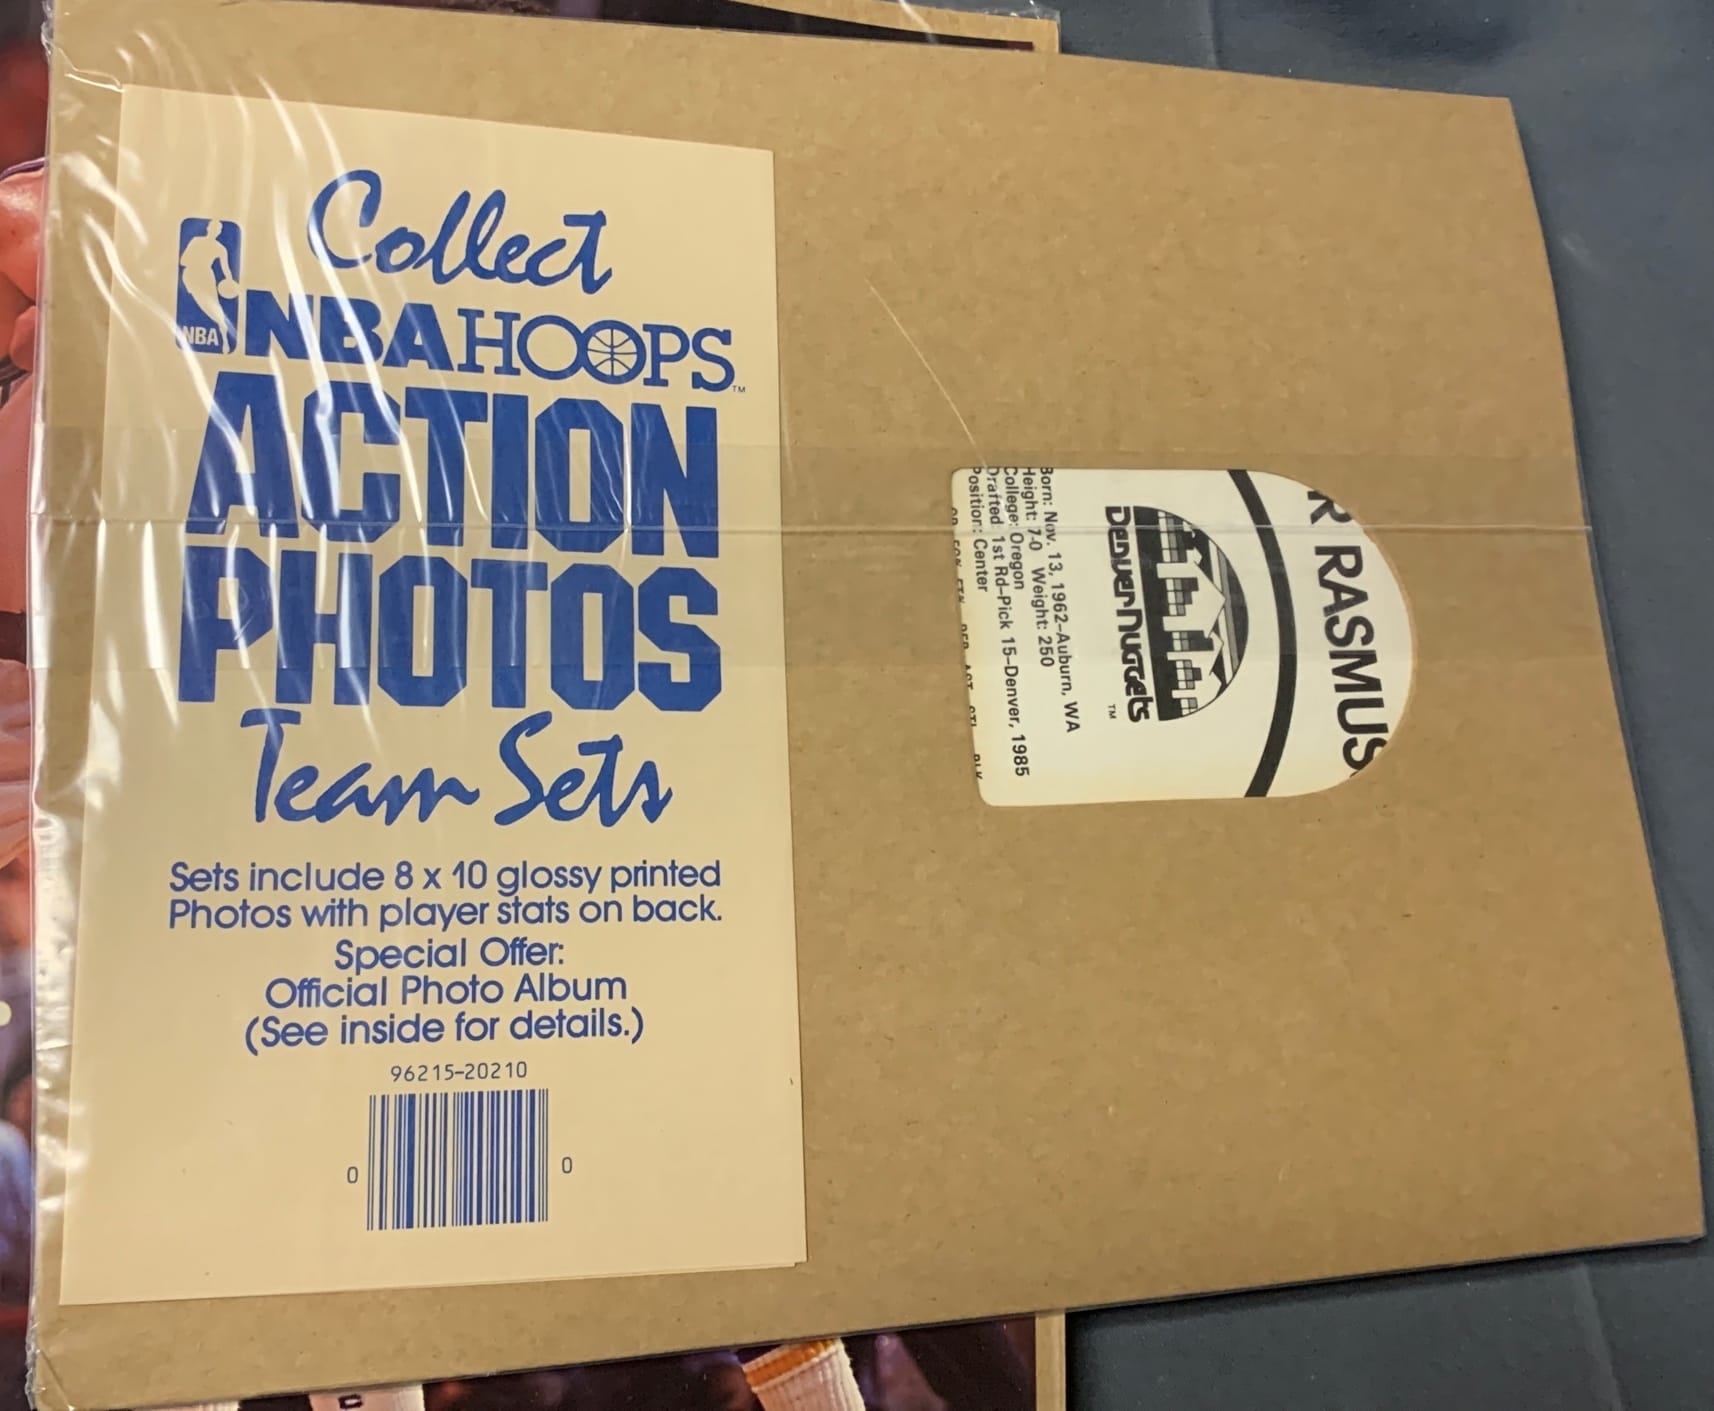 Collect
NBA
NBA HOOPS™
ACTION
PHOTOS
Team Sets
Sets include 8 x 10 glossy printed
Photos with player stats on back.
Special Offer:
Official Photo Album
(See inside for details.)
96215-20210
0 0
R RASMUS
Denver Nuggets
TM
Born: Nov. 13, 1962-Auburn, WA
Height: 7-0 Weight: 250
College: Oregon
Drafted 1st Rd-Pick 15-Denver, 1985
Position: Center